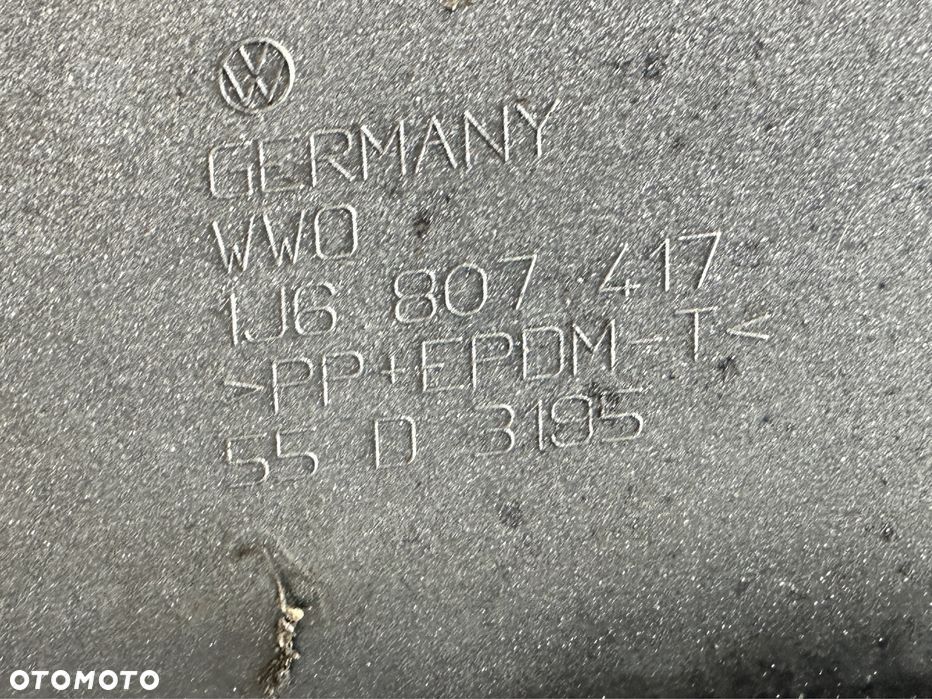 GERMANY
WWO
1J6 807 417
>PP+EPDM-T<
55 D 3195
OTOMOTO